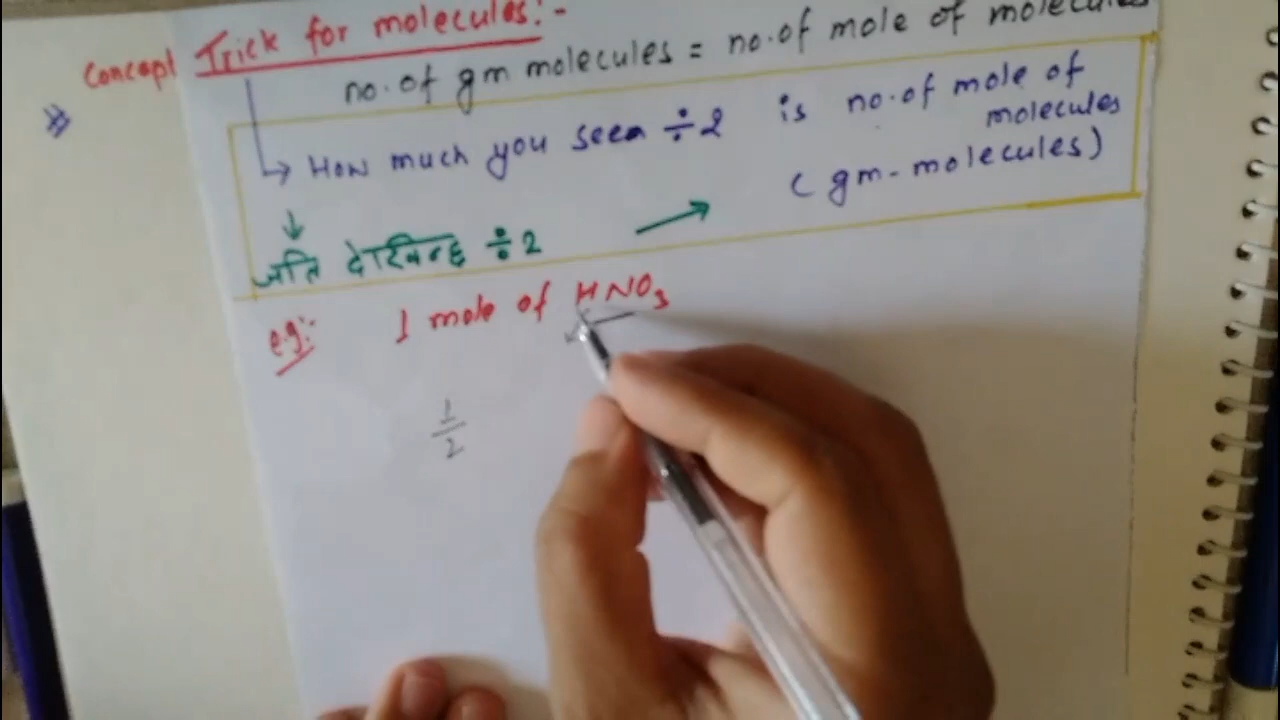 Concept Trick for molecules:-
no.of gm molecules = no.of mole of molecules
→ How much you seen ÷2 is no.of mole of
molecules
(gm-molecules)
↓
जति देखिन्छ ÷2 →
e.g:- 1 mole of HNO3
1/2